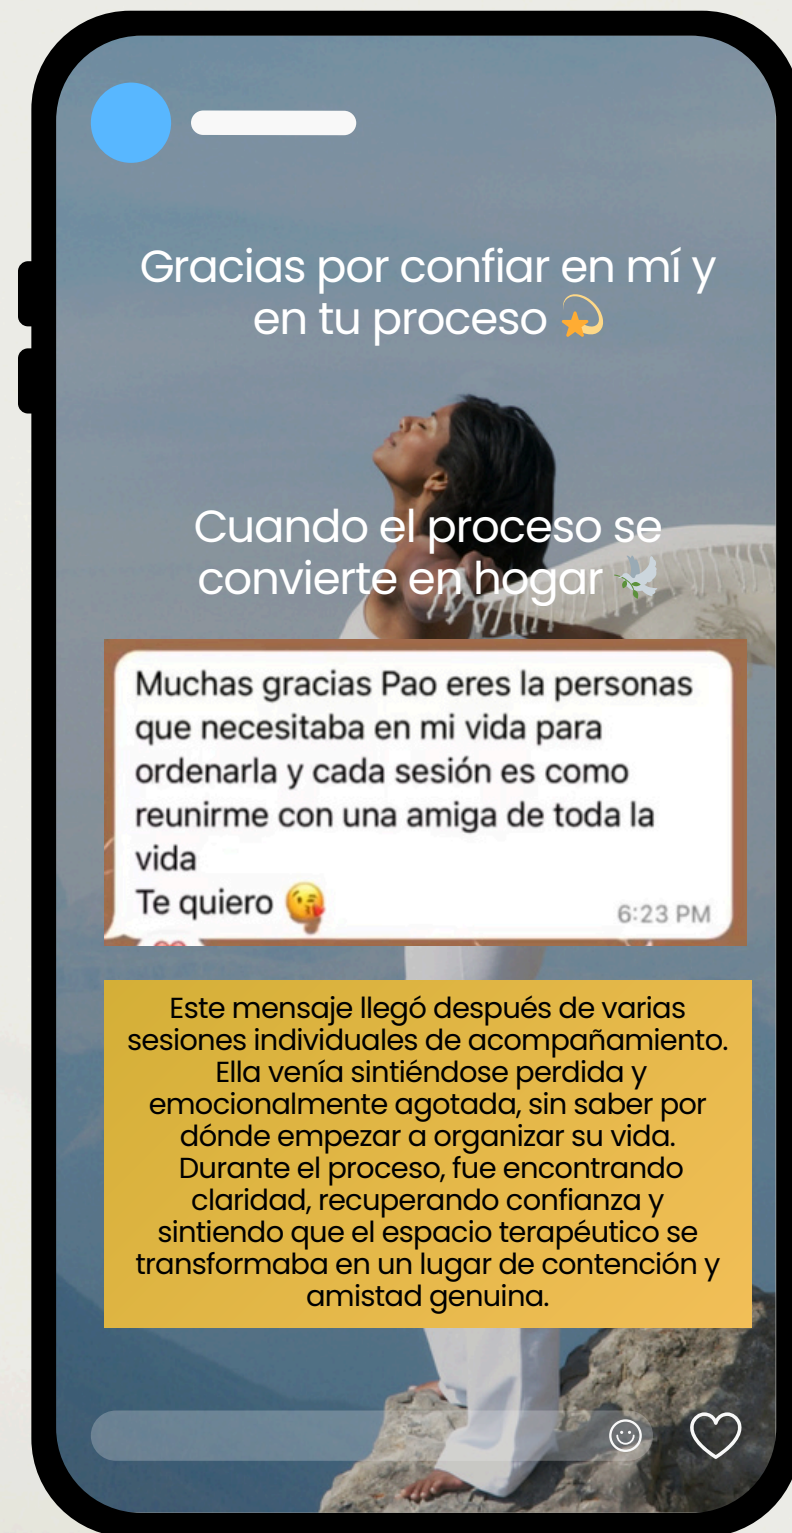 Gracias por confiar en mí y
en tu proceso 💫
Cuando el proceso se
convierte en hogar 🕊️
Muchas gracias Pao eres la personas
que necesitaba en mi vida para
ordenarla y cada sesión es como
reunirme con una amiga de toda la
vida
Te quiero 😘
6:23 PM
Este mensaje llegó después de varias
sesiones individuales de acompañamiento.
Ella venía sintiéndose perdida y
emocionalmente agotada, sin saber por
dónde empezar a organizar su vida.
Durante el proceso, fue encontrando
claridad, recuperando confianza y
sintiendo que el espacio terapéutico se
transformaba en un lugar de contención y
amistad genuina.